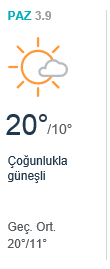 PAZ 3.9
20°/10°
Çoğunlukla
güneşli
Geç. Ort.
20°/11°